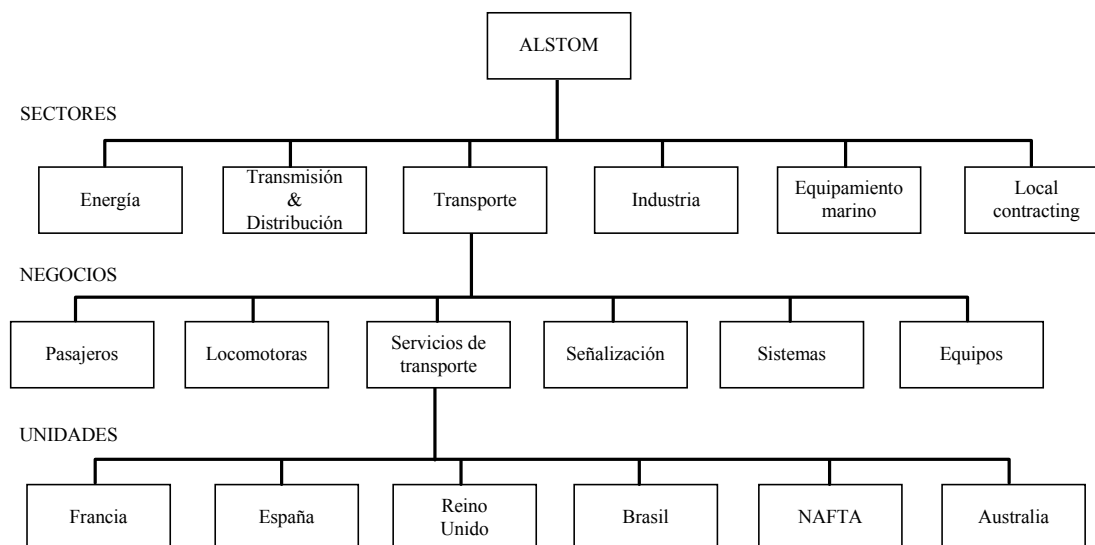 ALSTOM
SECTORES
Energía
Transmisión
&
Distribución
Transporte
Industria
Equipamiento
marino
Local
contracting
NEGOCIOS
Pasajeros
Locomotoras
Servicios de
transporte
Señalización
Sistemas
Equipos
UNIDADES
Francia
España
Reino
Unido
Brasil
NAFTA
Australia